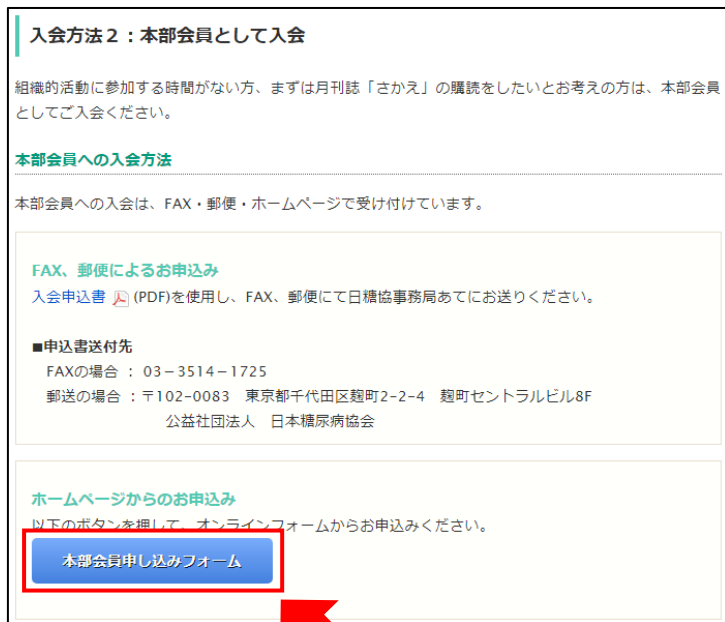 入会方法２：本部会員として入会
組織的活動に参加する時間がない方、まずは月刊誌「さかえ」の購読をしたいとお考えの方は、本部会員
としてご入会ください。
本部会員への入会方法
本部会員への入会は、FAX・郵便・ホームページで受け付けています。
FAX、郵便によるお申込み
入会申込書 (PDF)を使用し、FAX、郵便にて日糖協事務局あてにお送りください。
■申込書送付先
FAXの場合 ： 03－3514－1725
郵送の場合 ：〒102-0083　東京都千代田区麹町2-2-4　麹町セントラルビル8F
公益社団法人　日本糖尿病協会
ホームページからのお申込み
以下のボタンを押して、オンラインフォームからお申込みください。
本部会員申し込みフォーム